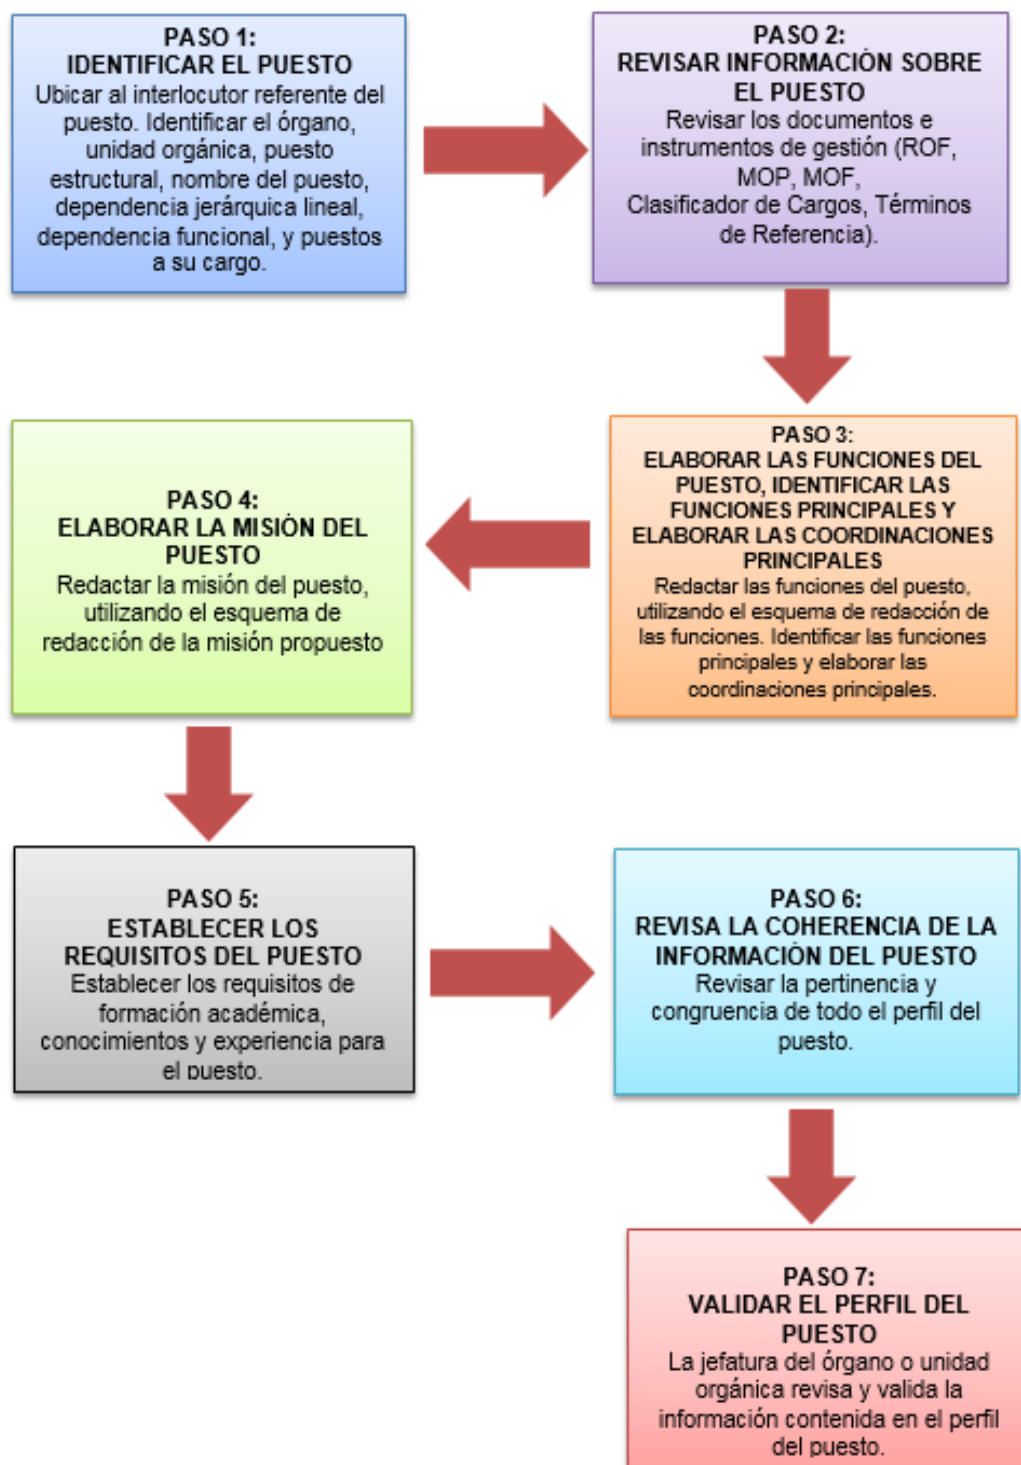 PASO 1:
IDENTIFICAR EL PUESTO
Ubicar al interlocutor referente del
puesto. Identificar el órgano,
unidad orgánica, puesto
estructural, nombre del puesto,
dependencia jerárquica lineal,
dependencia funcional, y puestos
a su cargo.
PASO 2:
REVISAR INFORMACIÓN SOBRE
EL PUESTO
Revisar los documentos e
instrumentos de gestión (ROF,
MOP, MOF,
Clasificador de Cargos, Términos
de Referencia).
PASO 3:
ELABORAR LAS FUNCIONES DEL
PUESTO, IDENTIFICAR LAS
FUNCIONES PRINCIPALES Y
ELABORAR LAS COORDINACIONES
PRINCIPALES
Redactar las funciones del puesto,
utilizando el esquema de redacción de
las funciones. Identificar las funciones
principales y elaborar las
coordinaciones principales.
PASO 4:
ELABORAR LA MISIÓN DEL
PUESTO
Redactar la misión del puesto,
utilizando el esquema de
redacción de la misión propuesto
PASO 5:
ESTABLECER LOS
REQUISITOS DEL PUESTO
Establecer los requisitos de
formación académica,
conocimientos y experiencia para
el puesto.
PASO 6:
REVISA LA COHERENCIA DE LA
INFORMACIÓN DEL PUESTO
Revisar la pertinencia y
congruencia de todo el perfil del
puesto.
PASO 7:
VALIDAR EL PERFIL DEL
PUESTO
La jefatura del órgano o unidad
orgánica revisa y valida la
información contenida en el perfil
del puesto.